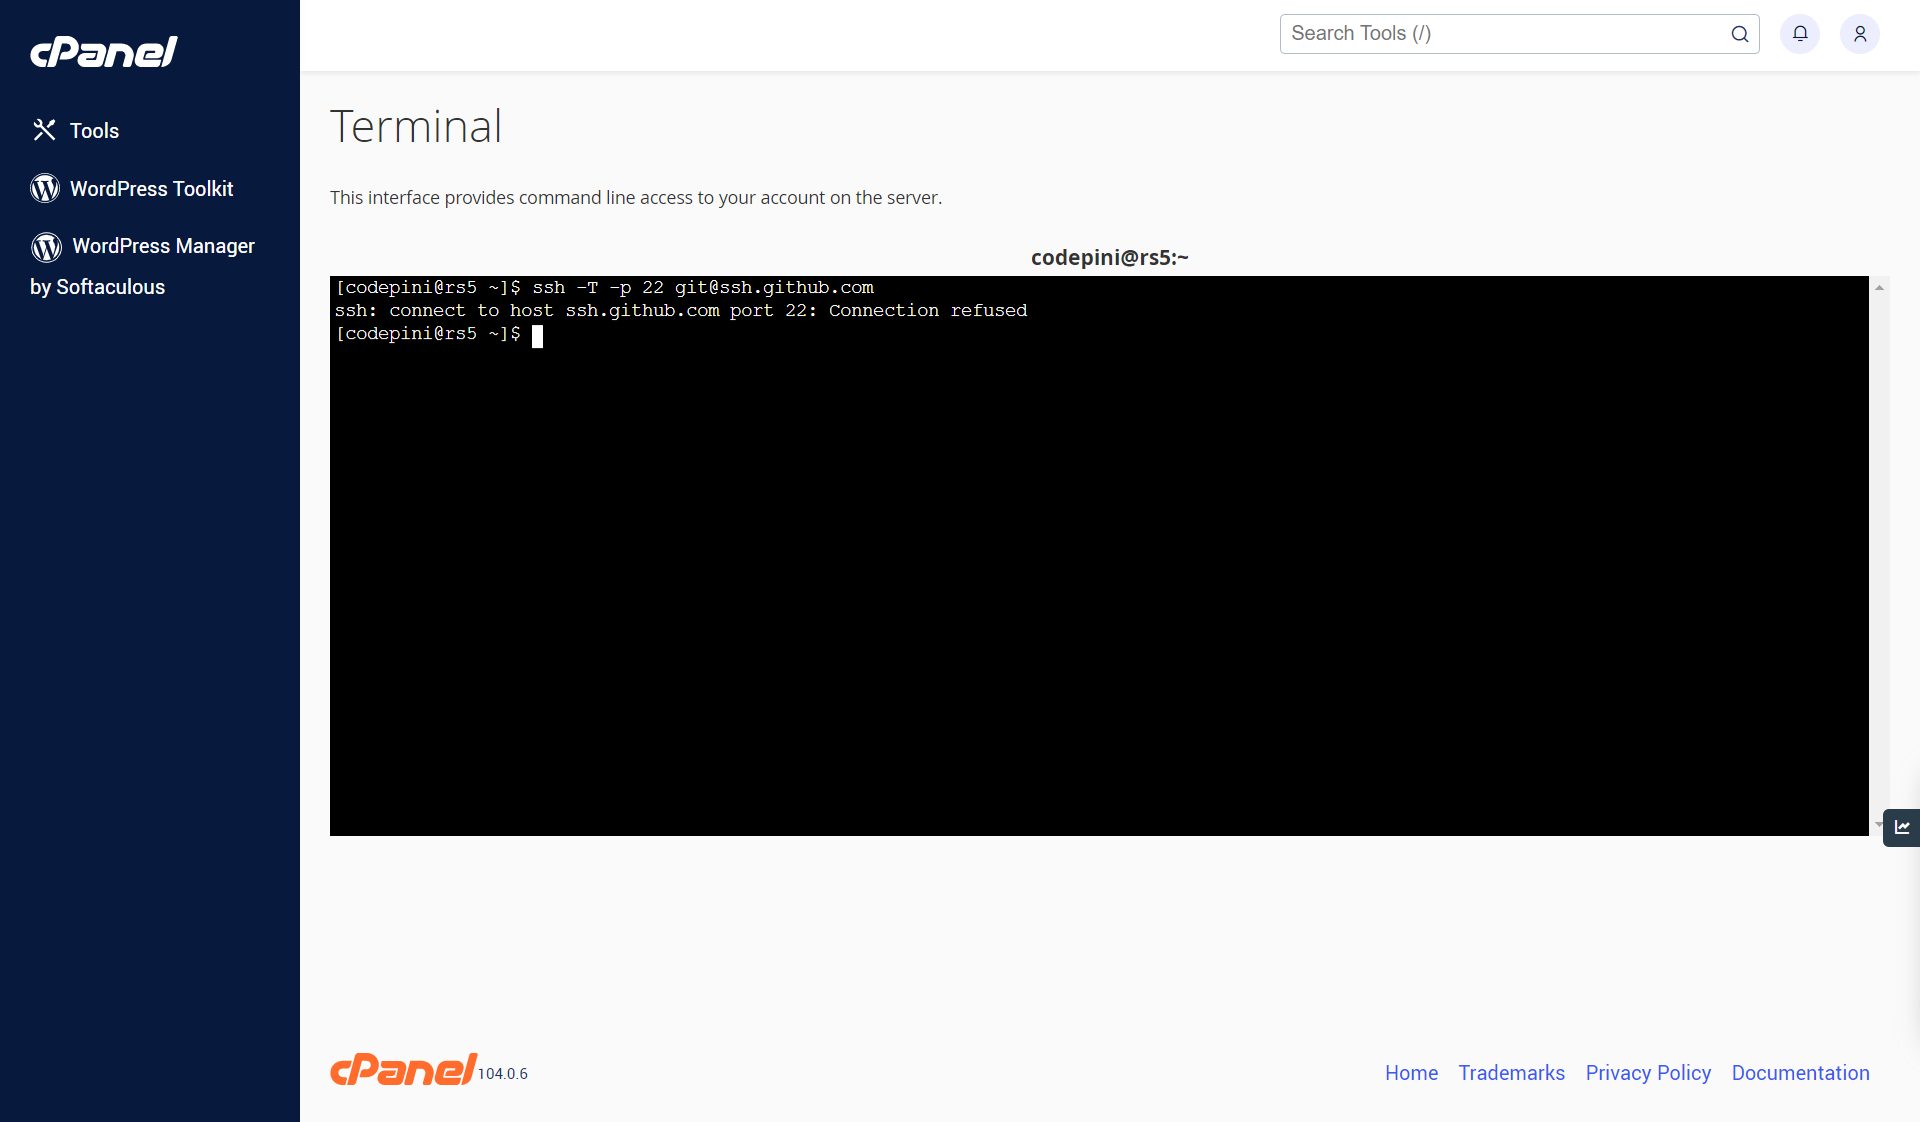 cPanel
Search Tools (/)
Tools
WordPress Toolkit
WordPress Manager
by Softaculous
Terminal
This interface provides command line access to your account on the server.
codepini@rs5:~
[codepini@rs5 ~]$ ssh -T -p 22 git@ssh.github.com
ssh: connect to host ssh.github.com port 22: Connection refused
[codepini@rs5 ~]$
cPanel 104.0.6
Home Trademarks Privacy Policy Documentation